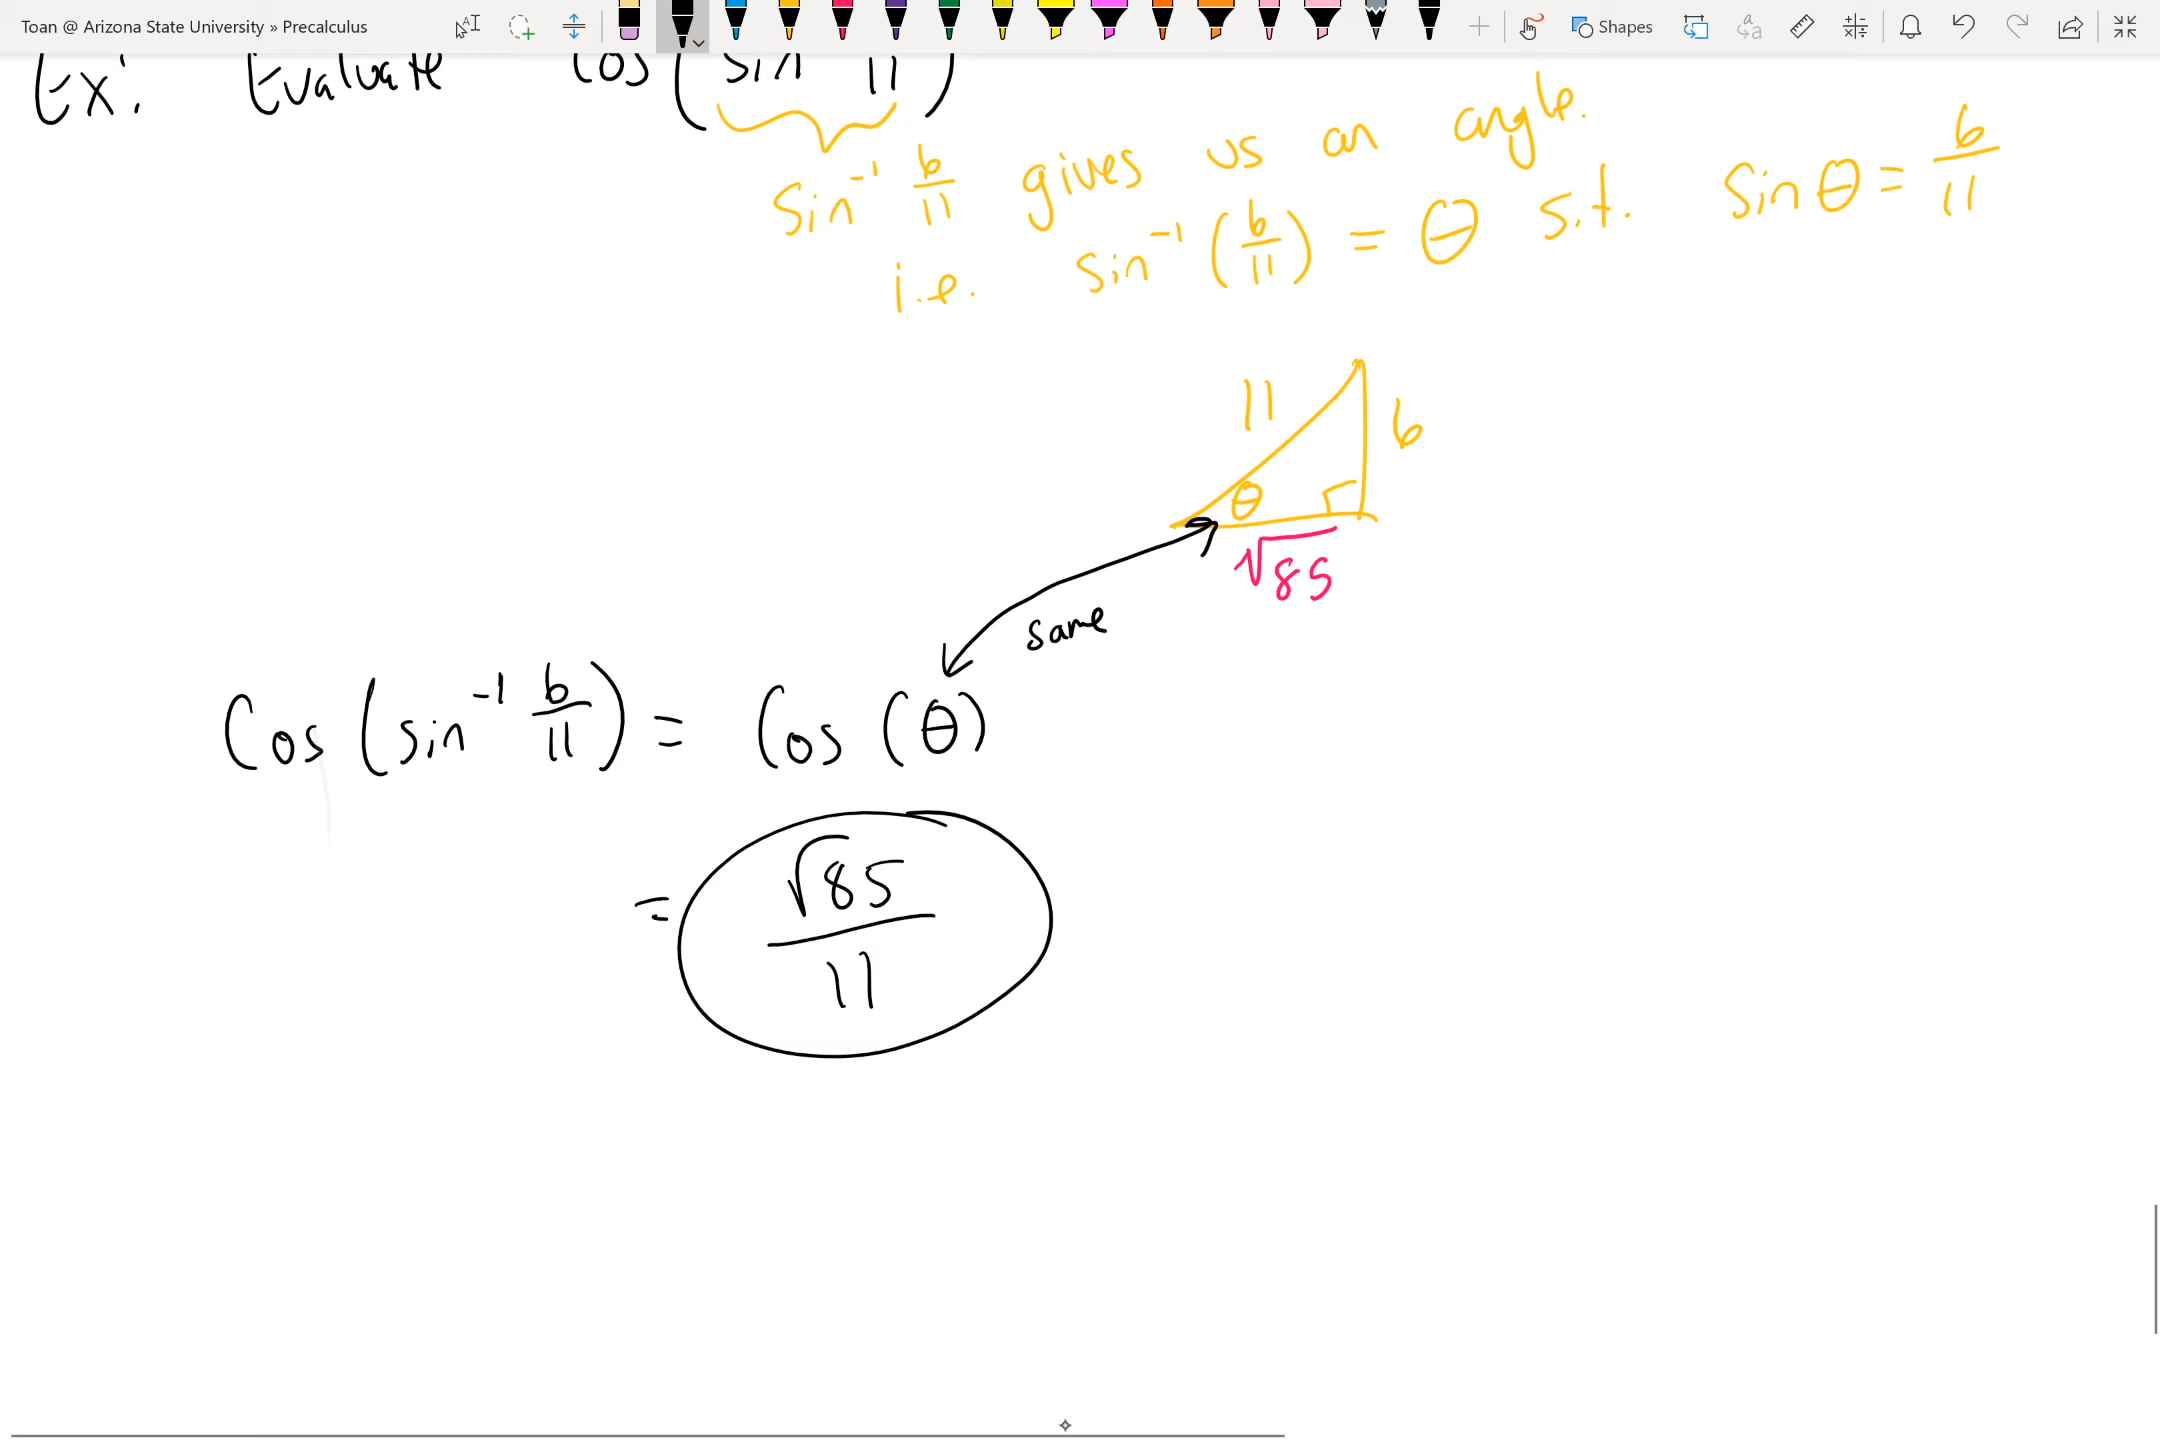 Toan @ Arizona State University » Precalculus
Shapes
Ex: Evaluate cos(sin 11)
sin⁻¹ 6/11 gives us an angle.
i.e. sin⁻¹(6/11) = θ s.t. sinθ = 6/11
11
6
θ
√85
same
Cos(sin⁻¹ 6/11) = Cos(θ)
= √85/11